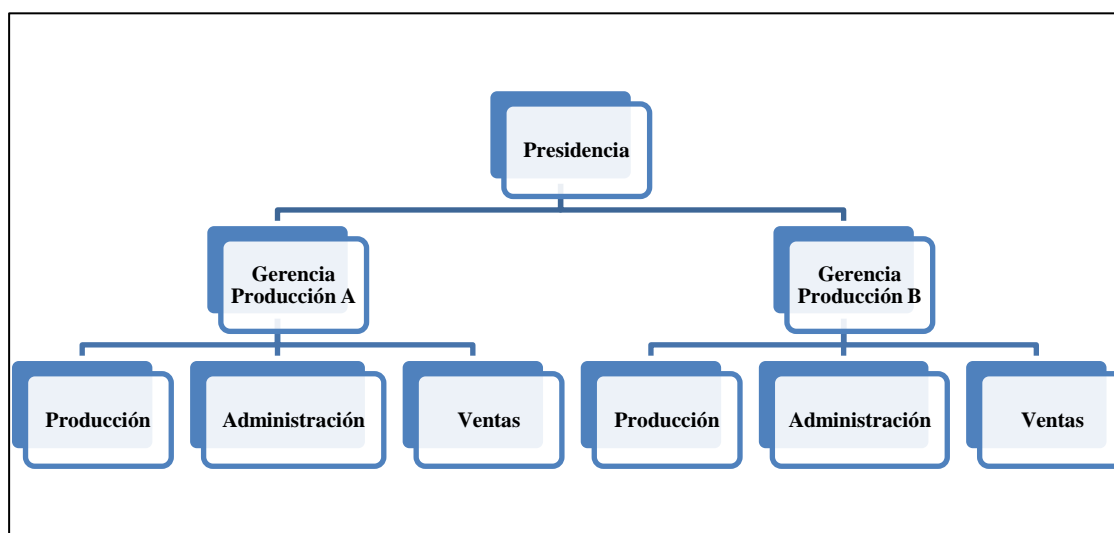 Presidencia
Gerencia
Producción A
Gerencia
Producción B
Producción
Administración
Ventas
Producción
Administración
Ventas